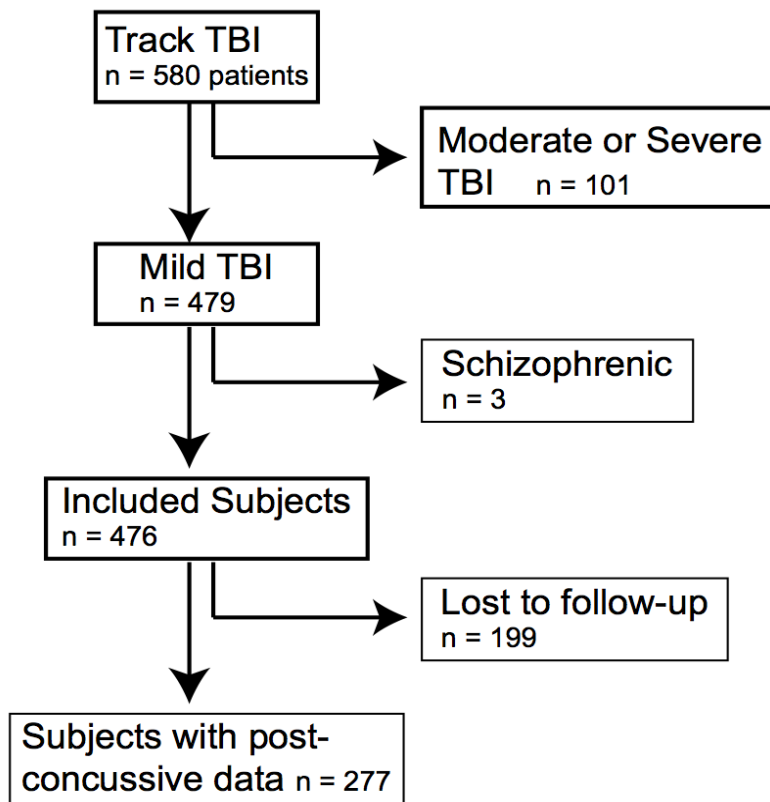 Track TBI
n = 580 patients
Moderate or Severe
TBI n = 101
Mild TBI
n = 479
Schizophrenic
n = 3
Included Subjects
n = 476
Lost to follow-up
n = 199
Subjects with post-
concussive data n = 277